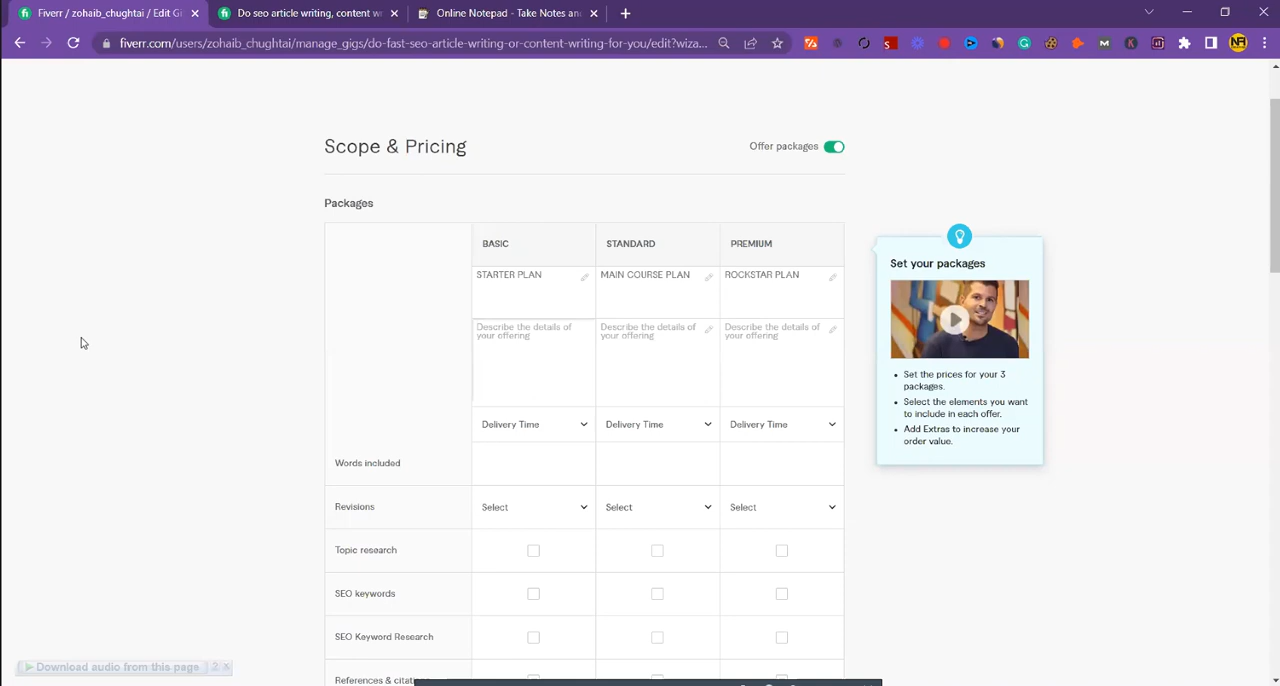 Fiverr / zohaib_chughtai / Edit Gi
Do seo article writing, content w
Online Notepad - Take Notes an
fiverr.com/users/zohaib_chughtai/manage_gigs/do-fast-seo-article-writing-or-content-writing-for-you/edit?wiza...
Scope & Pricing
Offer packages
Packages
BASIC STANDARD PREMIUM
STARTER PLAN MAIN COURSE PLAN ROCKSTAR PLAN
Describe the details of your offering
Describe the details of your offering
Describe the details of your offering
Delivery Time Delivery Time Delivery Time
Words included
Revisions Select Select Select
Topic research
SEO keywords
SEO Keyword Research
References &
Set your packages
Set the prices for your 3
packages.
Select the elements you want
to include in each offer.
Add Extras to increase your
order value.
Download audio from this page ? x